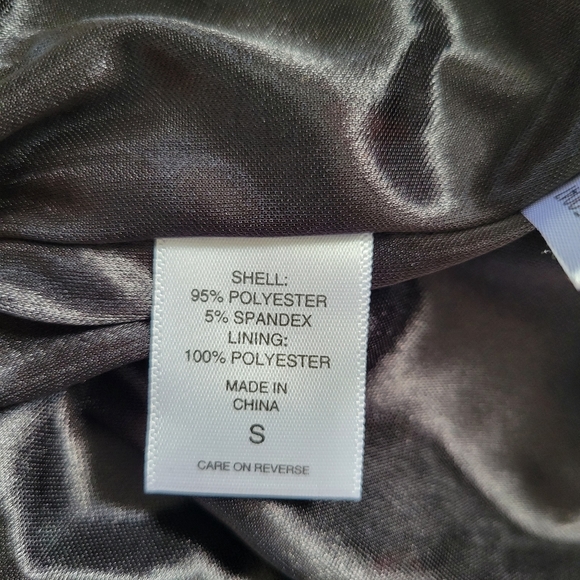 SHELL:
95% POLYESTER
5% SPANDEX
LINING:
100% POLYESTER
MADE IN
CHINA
S
CARE ON REVERSE